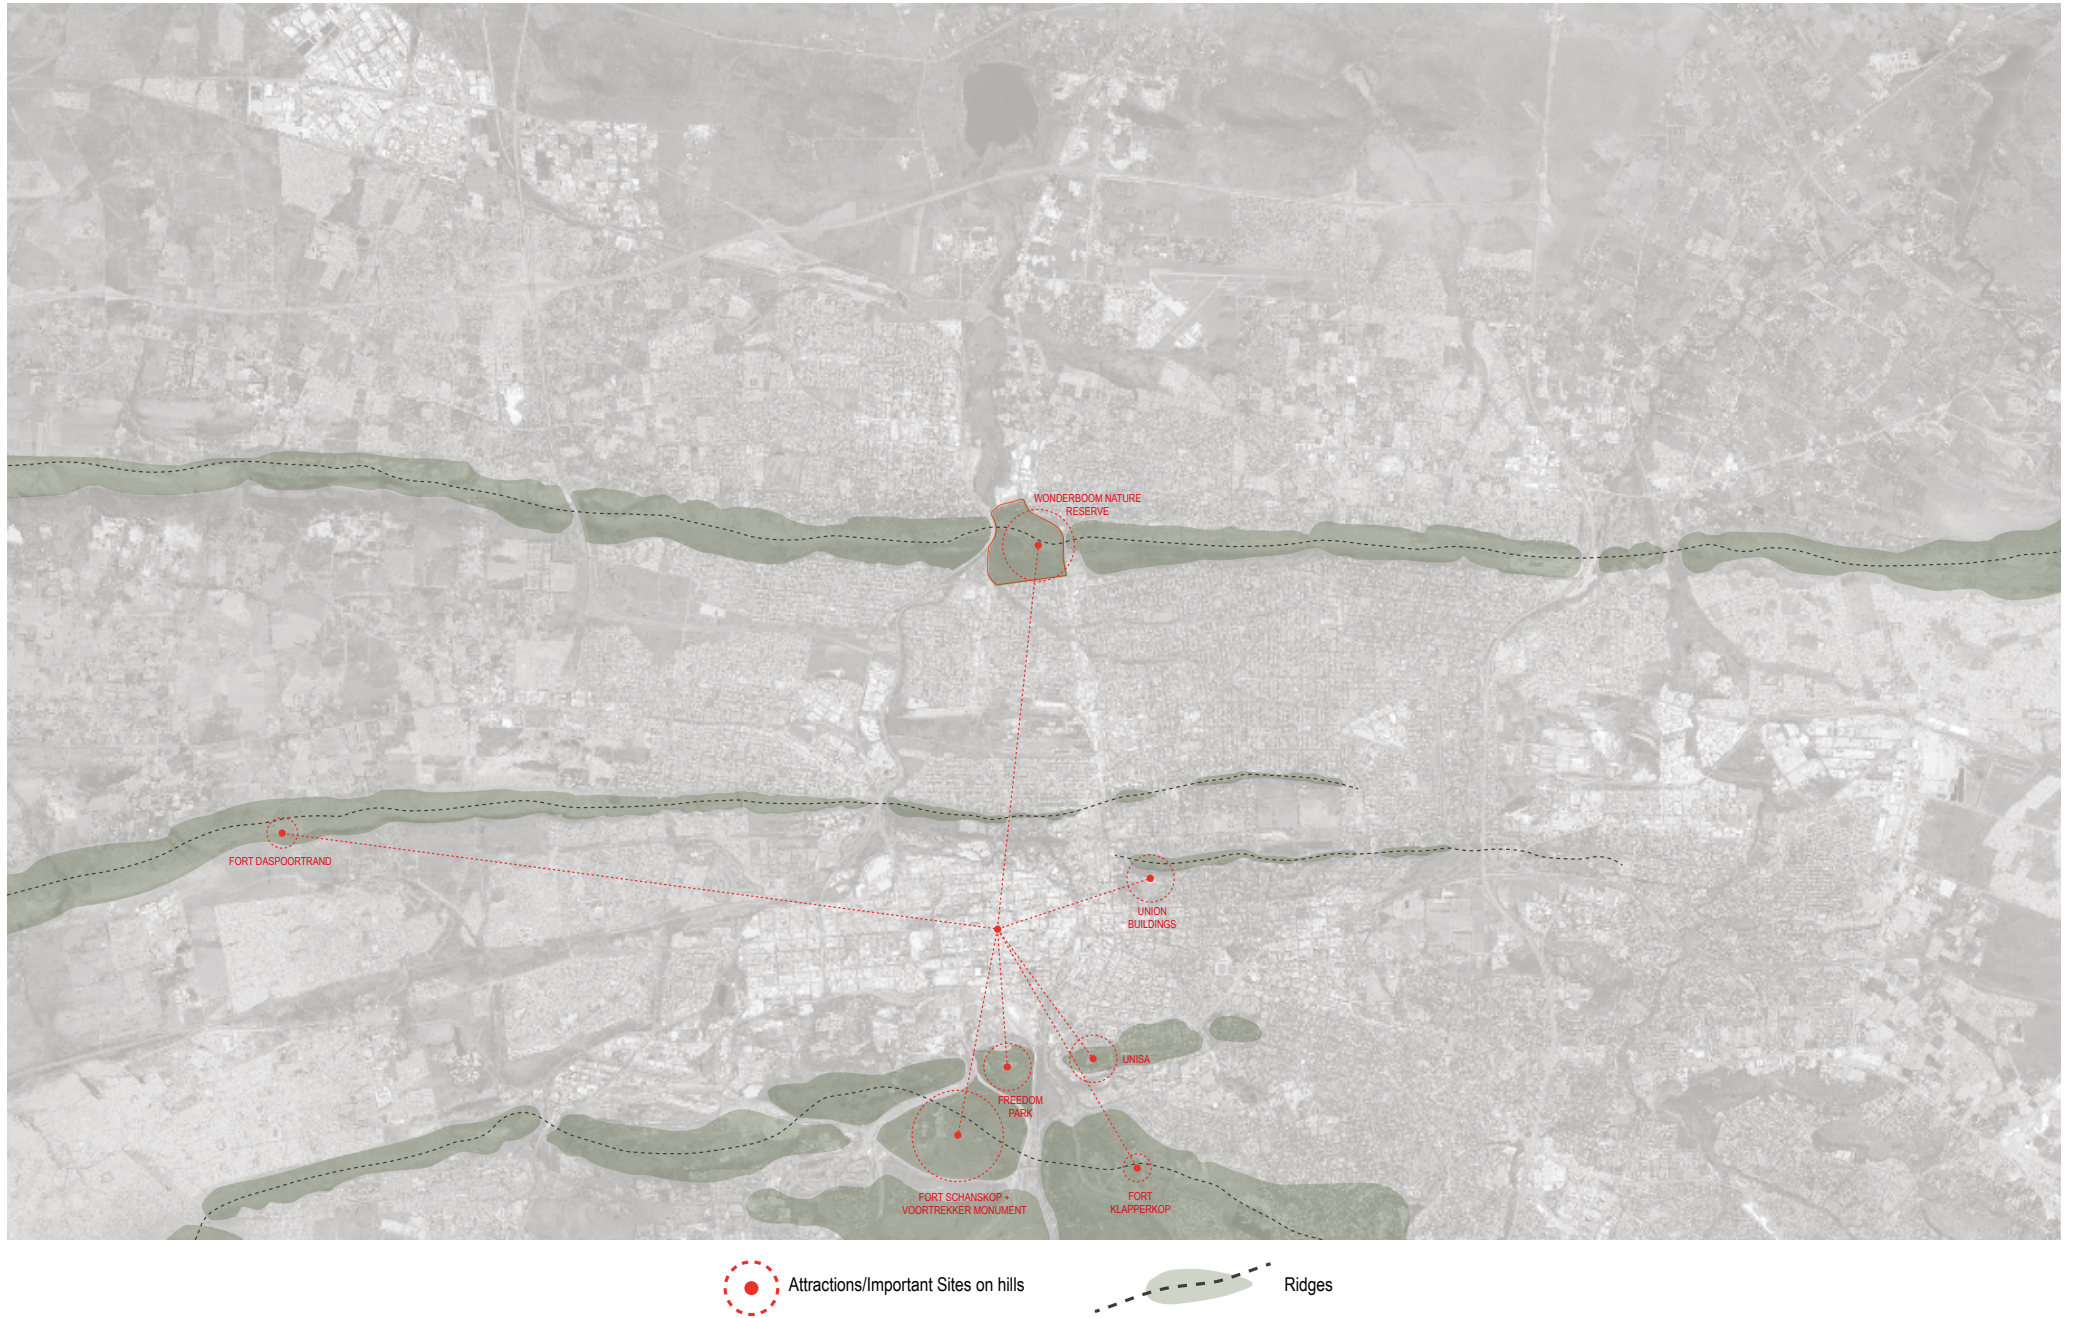 WONDERBOOM NATURE
RESERVE
FORT DASPOORTRAND
UNION
BUILDINGS
UNISA
FREEDOM
PARK
FORT SCHANSKOP +
VOORTREKKER MONUMENT
FORT
KLAPPERKOP
Attractions/Important Sites on hills
Ridges